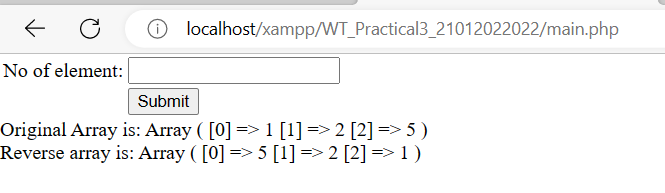 localhost/xampp/WT_Practical3_21012022022/main.php
No of element:
Submit
Original Array is: Array ( [0] => 1 [1] => 2 [2] => 5 )
Reverse array is: Array ( [0] => 5 [1] => 2 [2] => 1 )